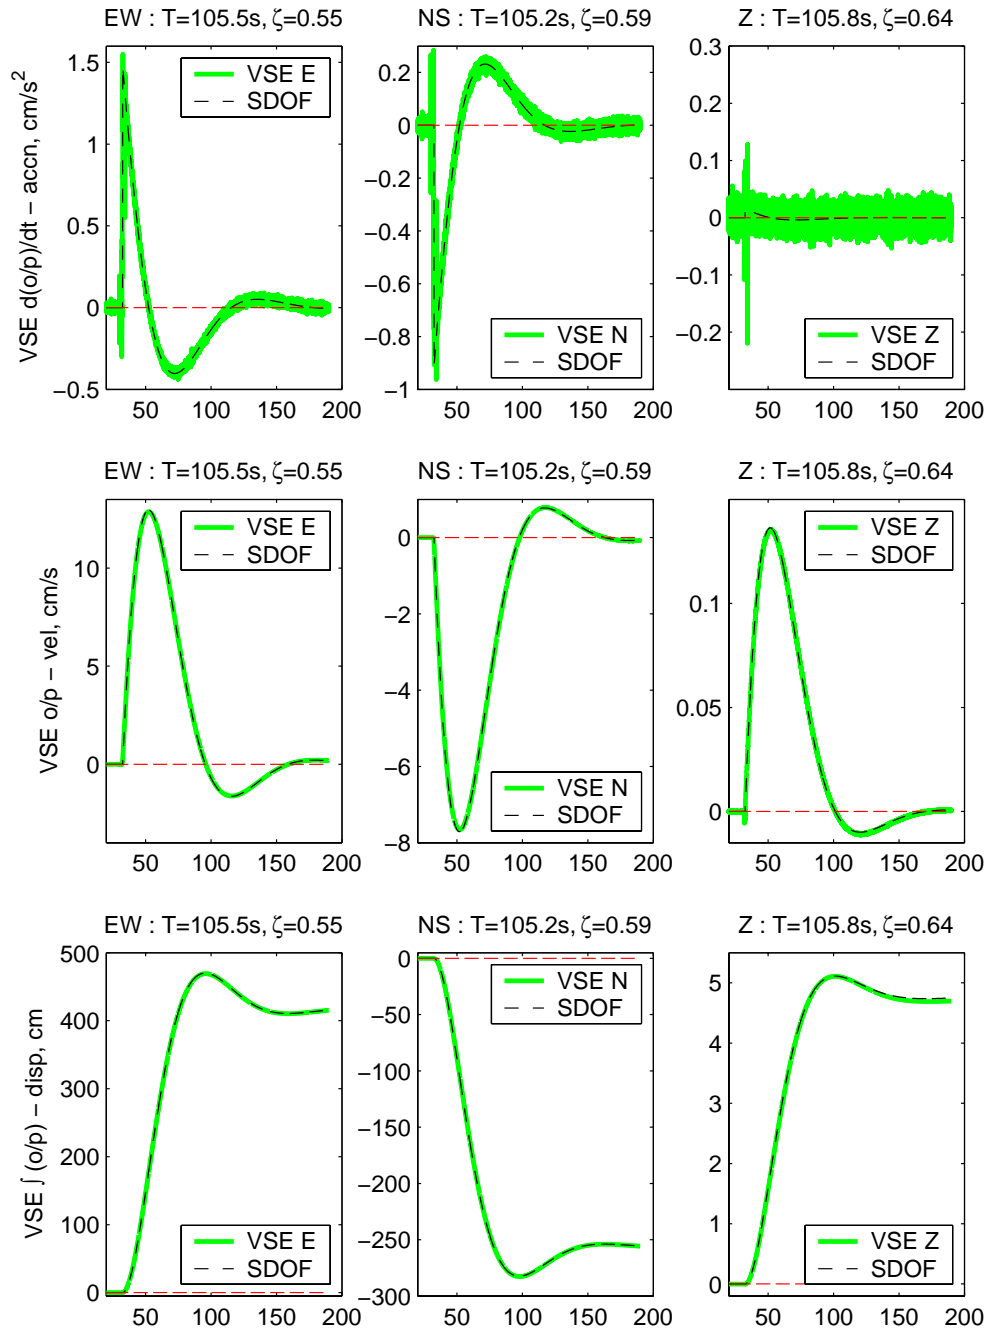 EW : T=105.5s, ζ=0.55
NS : T=105.2s, ζ=0.59
Z : T=105.8s, ζ=0.64
VSE d(o/p)/dt − accn, cm/s²
1.5
1
0.5
0
−0.5
50 100 150 200
VSE E
SDOF
0.2
0
−0.2
−0.4
−0.6
−0.8
−1
50 100 150 200
VSE N
SDOF
0.3
0.2
0.1
0
−0.1
−0.2
50 100 150 200
VSE Z
SDOF
EW : T=105.5s, ζ=0.55
NS : T=105.2s, ζ=0.59
Z : T=105.8s, ζ=0.64
VSE o/p − vel, cm/s
10
5
0
50 100 150 200
VSE E
SDOF
0
−2
−4
−6
−8
50 100 150 200
VSE N
SDOF
0.1
0.05
0
50 100 150 200
VSE Z
SDOF
EW : T=105.5s, ζ=0.55
NS : T=105.2s, ζ=0.59
Z : T=105.8s, ζ=0.64
VSE ∫ (o/p) − disp, cm
500
400
300
200
100
0
50 100 150 200
VSE E
SDOF
0
−50
−100
−150
−200
−250
−300
50 100 150 200
VSE N
SDOF
5
4
3
2
1
0
50 100 150 200
VSE Z
SDOF